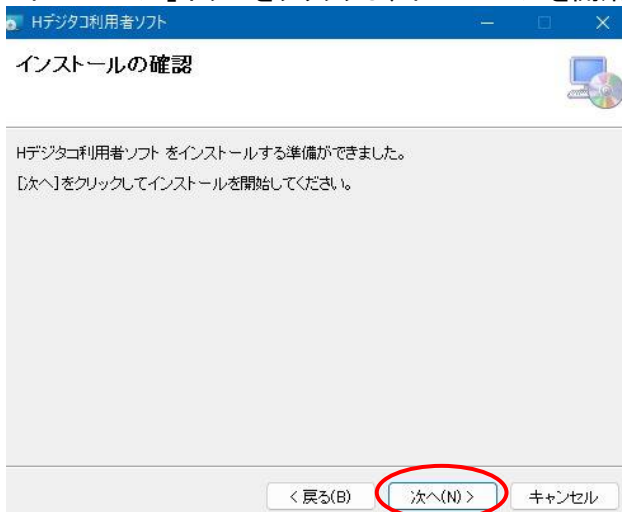 Hデジタコ利用者ソフト
インストールの確認
Hデジタコ利用者ソフト をインストールする準備ができました。
[次へ]をクリックしてインストールを開始してください。
< 戻る(B)
次へ(N) >
キャンセル